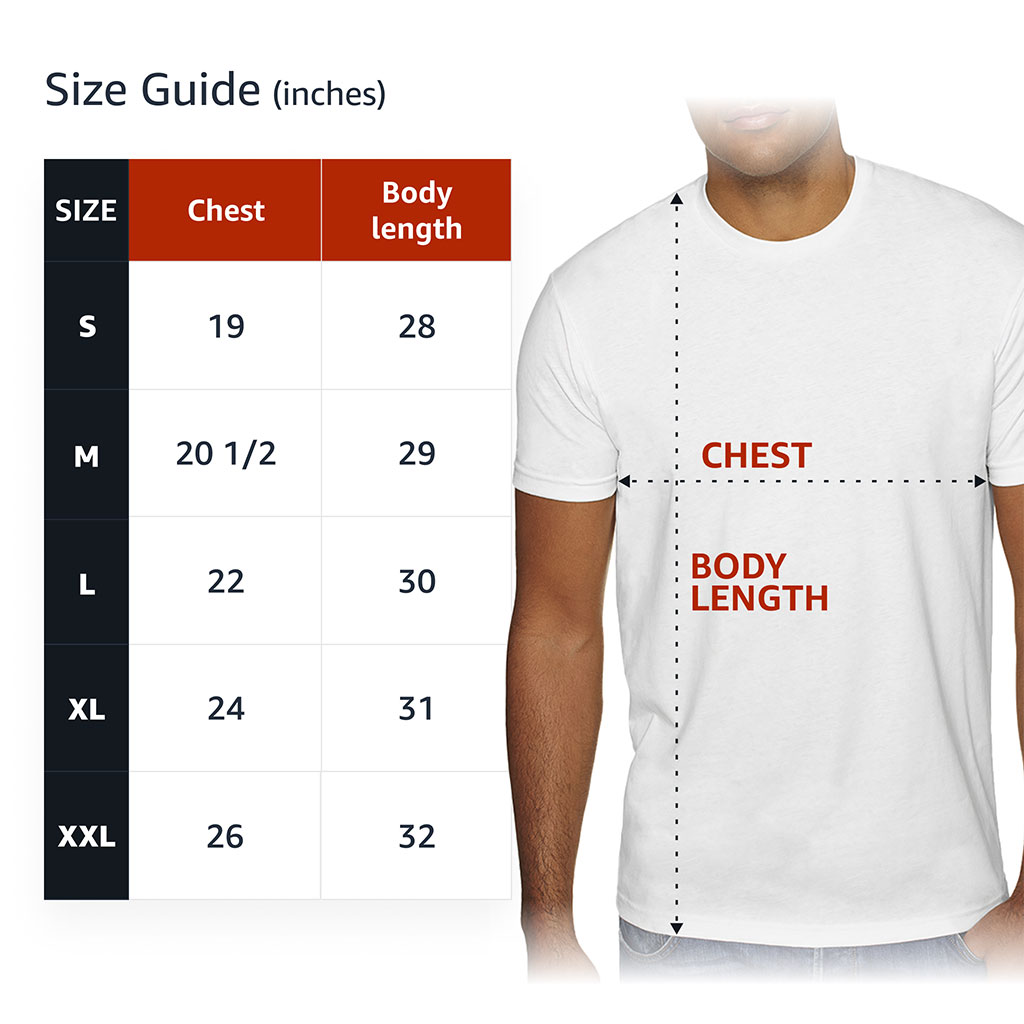 Size Guide (inches)
SIZE Chest Body length
S 19 28
M 20 1/2 29
L 22 30
XL 24 31
XXL 26 32
CHEST
BODY
LENGTH